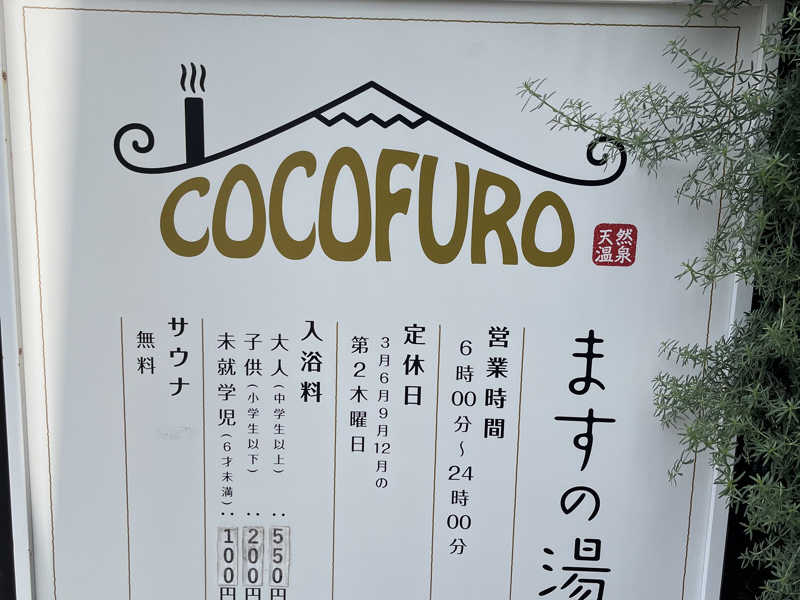 COCOFURO
天然温泉
ますの湯
営業時間
6時00分～24時00分
定休日
3月6月9月12月の
第2木曜日
入浴料
大人（中学生以上）：550円
子供（小学生以下）：200円
未就学児（6才未満）：100円
サウナ
無料